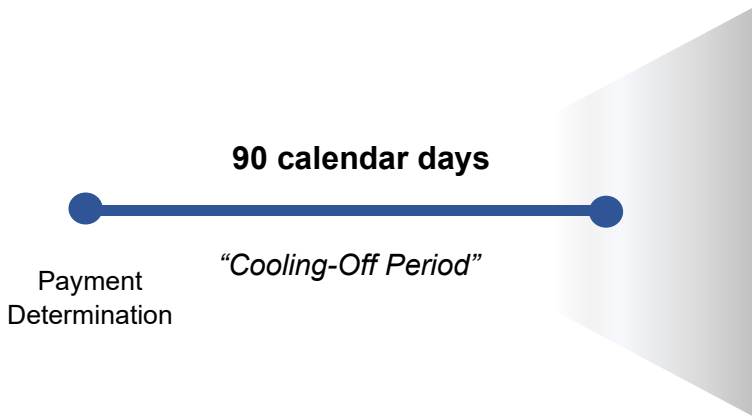 90 calendar days
“Cooling-Off Period”
Payment
Determination